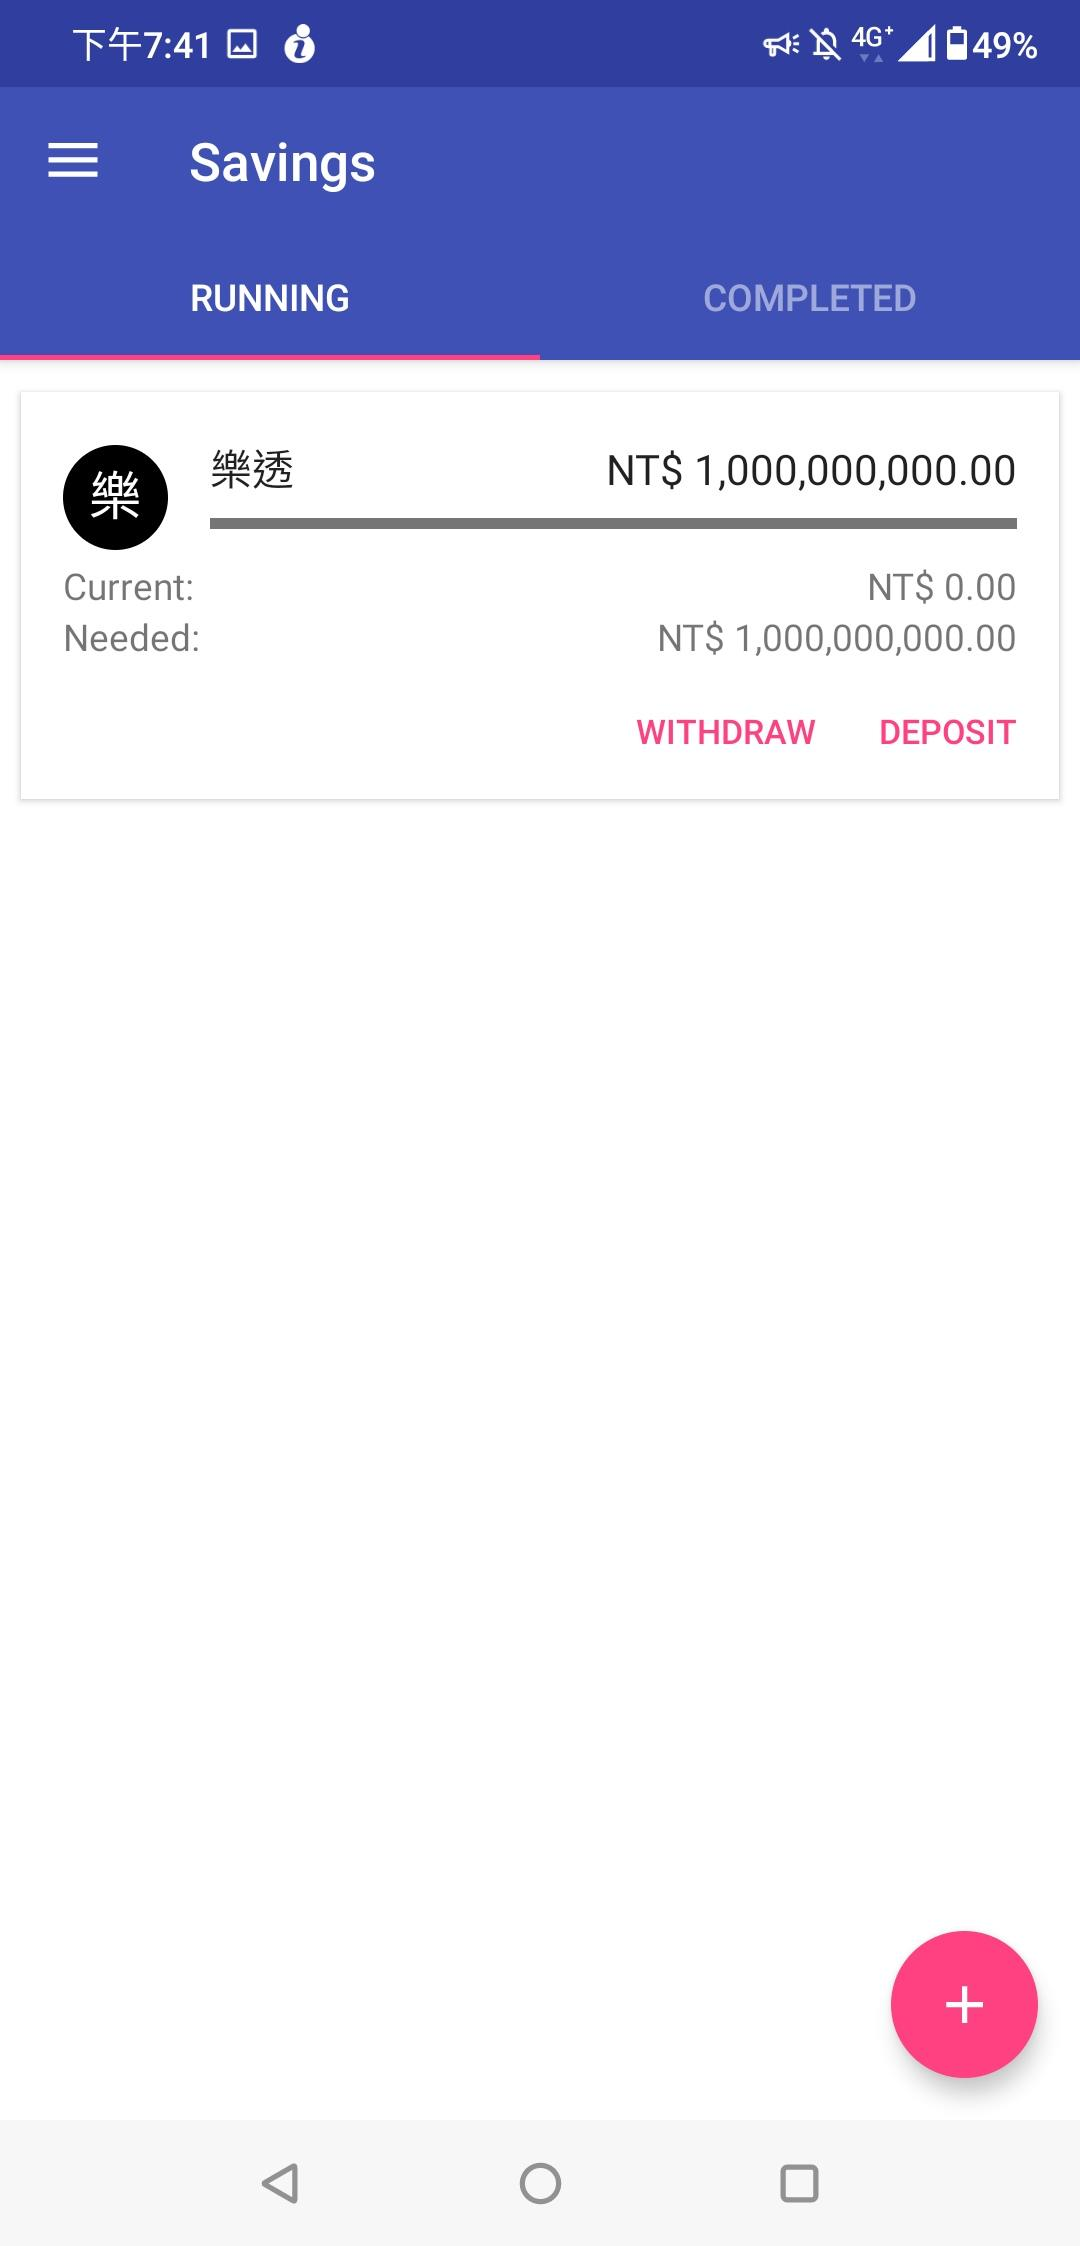 下午7:41 4G+ 49%
Savings
RUNNING COMPLETED
樂 樂透 NT$ 1,000,000,000.00
Current: NT$ 0.00
Needed: NT$ 1,000,000,000.00
WITHDRAW DEPOSIT